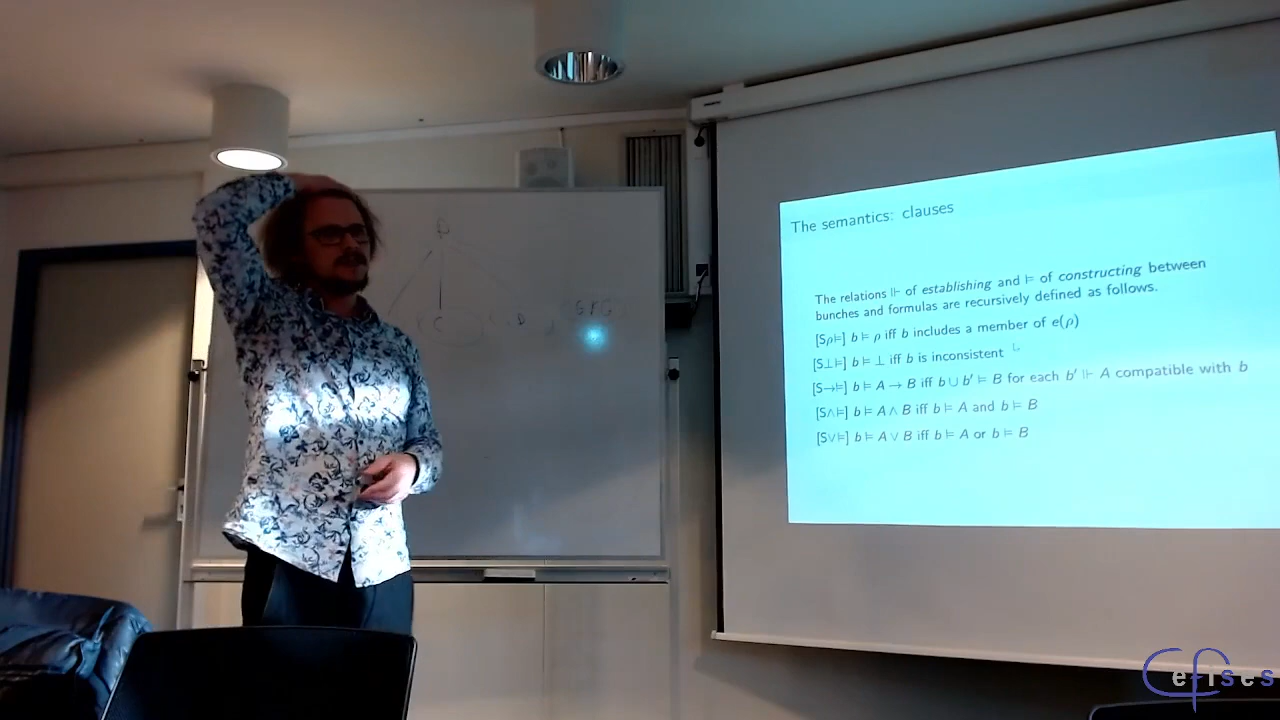 The semantics: clauses
The relations ⊩ of establishing and ⊨ of constructing between
bunches and formulas are recursively defined as follows.
[Sρ⊨] b ⊨ ρ iff b includes a member of e(ρ)
[S⊥⊨] b ⊨ ⊥ iff b is inconsistent
[S→⊨] b ⊨ A → B iff b ∪ b′ ⊨ B for each b′ ⊩ A compatible with b
[S∧⊨] b ⊨ A ∧ B iff b ⊨ A and b ⊨ B
[S∨⊨] b ⊨ A ∨ B iff b ⊨ A or b ⊨ B
Cefises